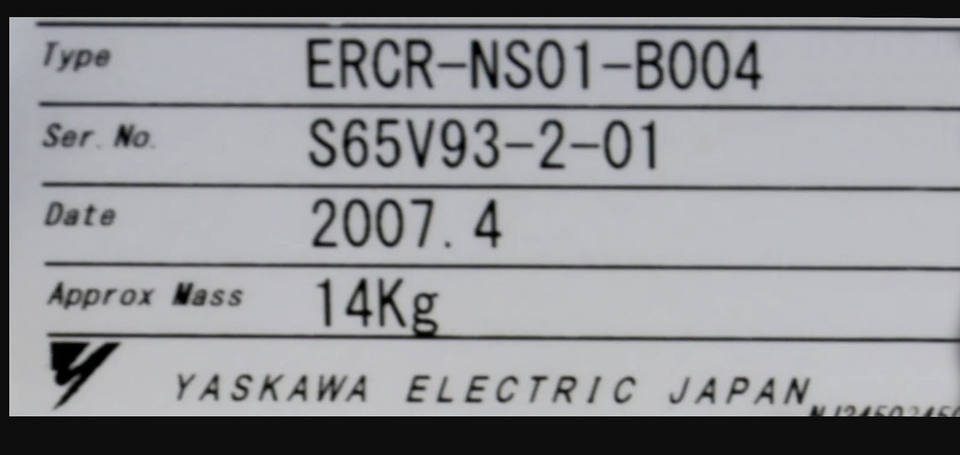 Type ERCR-NS01-B004
Ser. No. S65V93-2-01
Date 2007. 4
Approx Mass 14Kg
YASKAWA ELECTRIC JAPAN